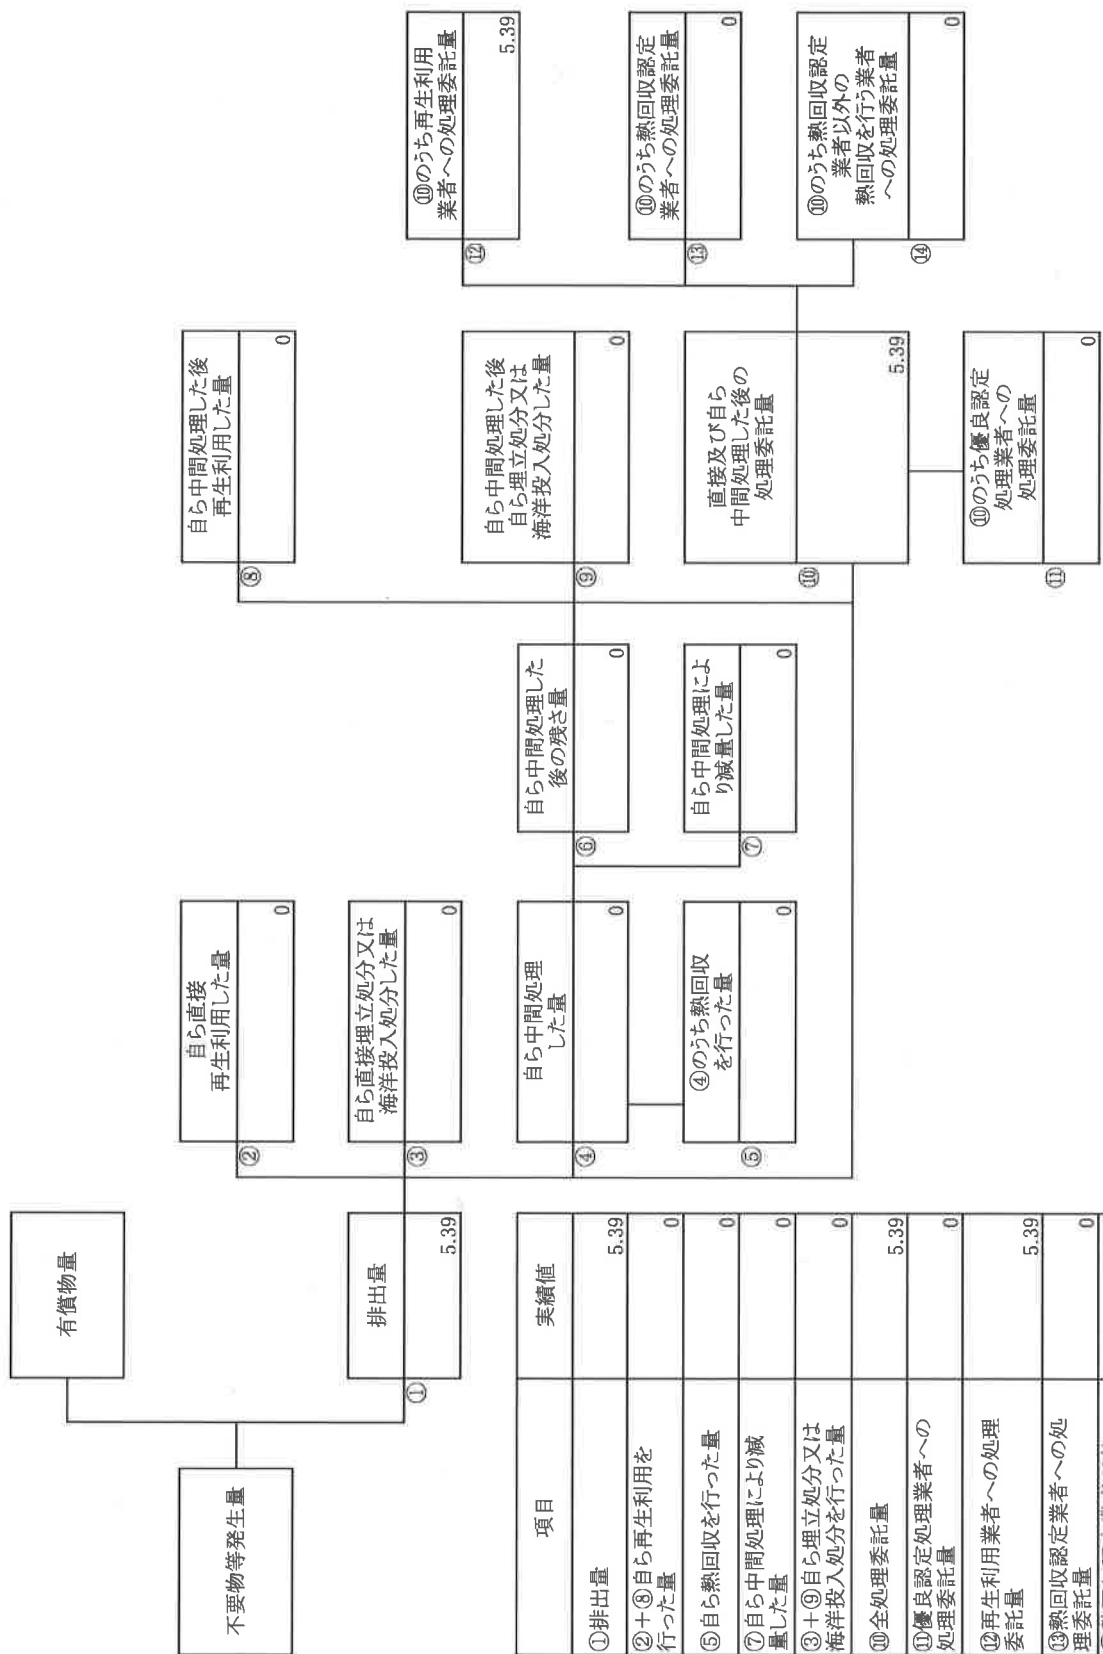 不要物等発生量
有償物量
①
排出量
5.39
②
自ら直接
再生利用した量
0
③
自ら直接埋立処分又は
海洋投入処分した量
0
④
自ら中間処理
した量
0
⑤
④のうち熱回収
を行った量
0
⑥
自ら中間処理した
後の残さ量
0
⑦
自ら中間処理によ
り減量した量
0
⑧
自ら中間処理した後
再生利用した量
0
⑨
自ら中間処理した後
自ら埋立処分又は
海洋投入処分した量
0
⑩
直接及び自ら
中間処理した後の
処理委託量
5.39
⑪
⑩のうち優良認定
処理業者への
処理委託量
0
⑫
⑩のうち再生利用
業者への処理委託量
5.39
⑬
⑩のうち熱回収認定
業者への処理委託量
0
⑭
⑩のうち熱回収認定
業者以外の
熱回収を行う業者
への処理委託量
0
項目 実績値
①排出量 5.39
②＋⑧自ら再生利用を
行った量 0
⑤自ら熱回収を行った量 0
⑦自ら中間処理により減
量した量 0
③＋⑨自ら埋立処分又は
海洋投入処分を行った量 0
⑩全処理委託量 5.39
⑪優良認定処理業者への
処理委託量 0
⑫再生利用業者への処理
委託量 5.39
⑬熱回収認定業者への処
理委託量 0